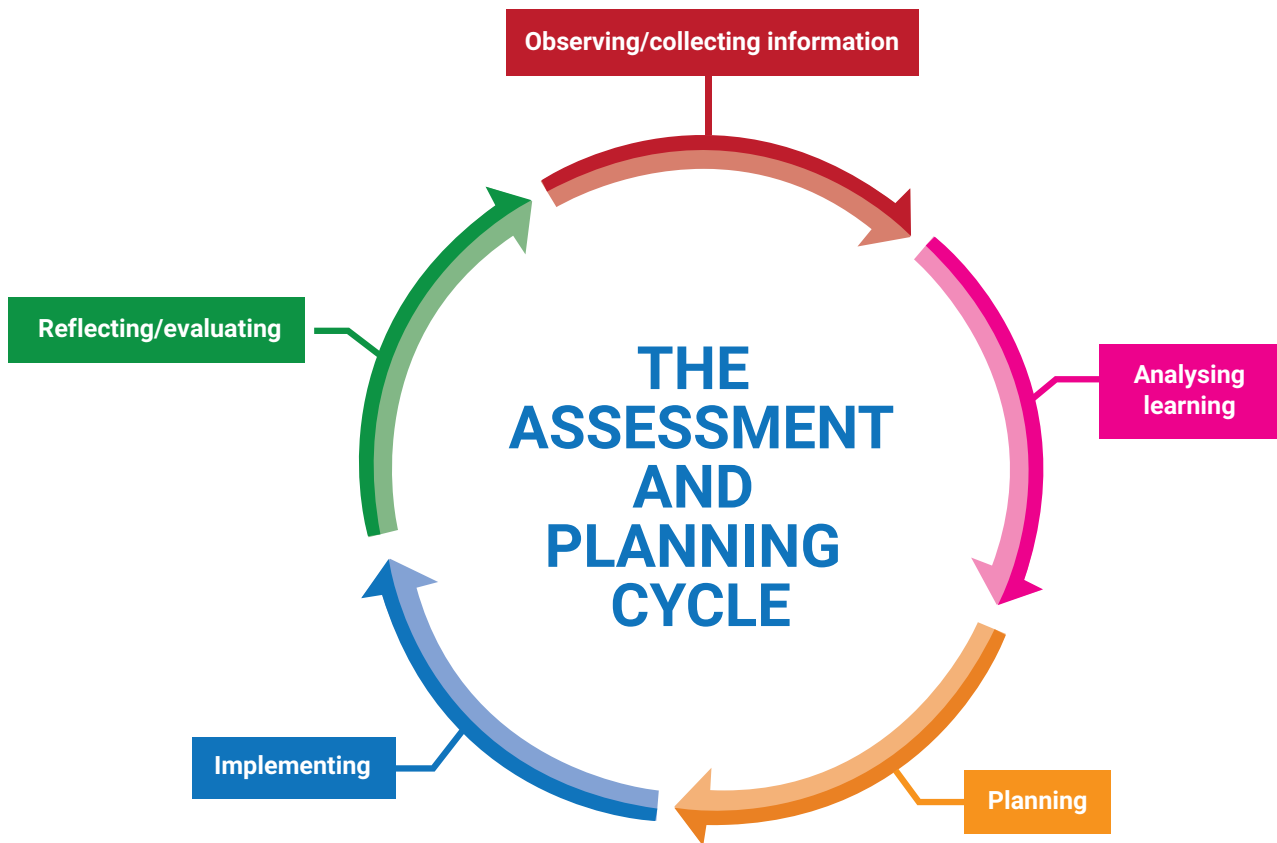 Observing/collecting information
Reflecting/evaluating
Analysing
learning
THE
ASSESSMENT
AND
PLANNING
CYCLE
Implementing
Planning